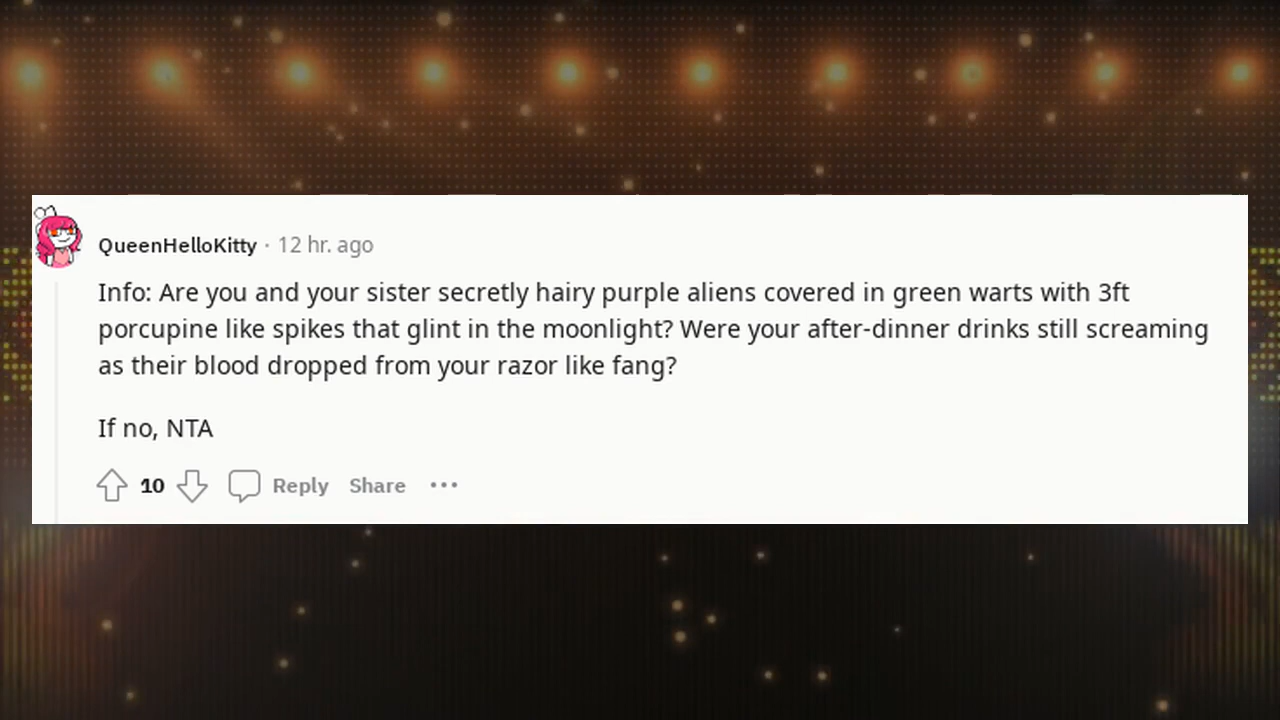 QueenHelloKitty · 12 hr. ago
Info: Are you and your sister secretly hairy purple aliens covered in green warts with 3ft
porcupine like spikes that glint in the moonlight? Were your after-dinner drinks still screaming
as their blood dropped from your razor like fang?
If no, NTA
10 Reply Share ···